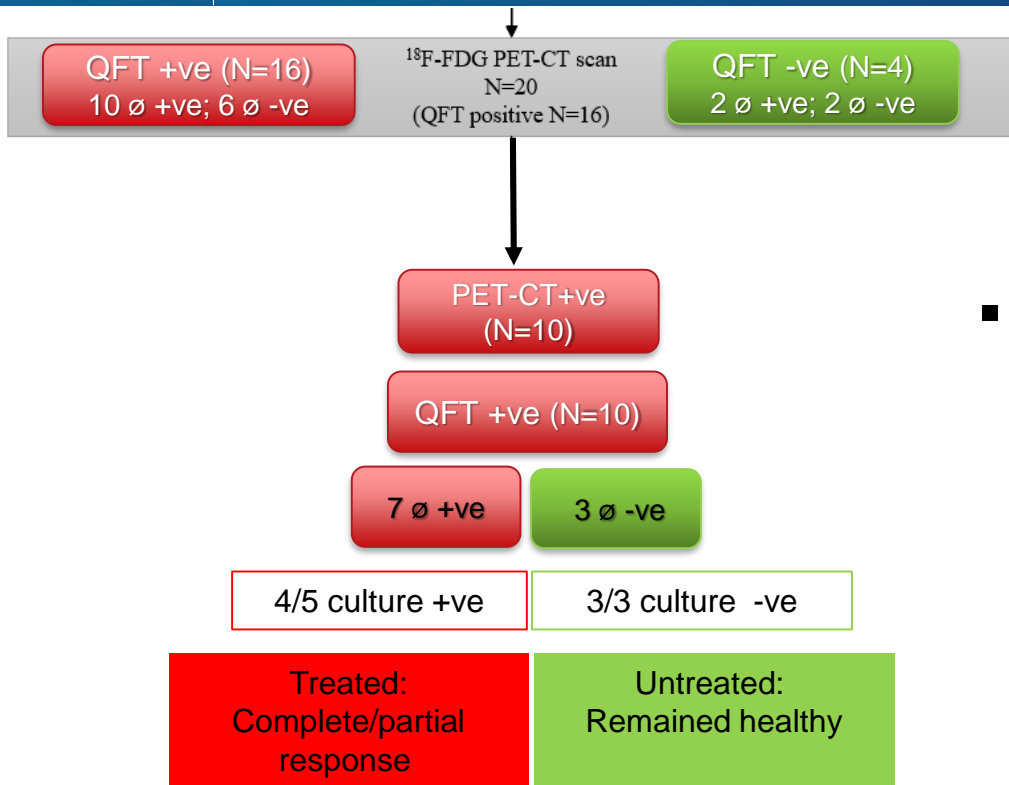 QFT +ve (N=16)
10 ø +ve; 6 ø -ve
¹⁸F-FDG PET-CT scan
N=20
(QFT positive N=16)
QFT -ve (N=4)
2 ø +ve; 2 ø -ve
PET-CT+ve
(N=10)
QFT +ve (N=10)
7 ø +ve
3 ø -ve
4/5 culture +ve
3/3 culture -ve
Treated:
Complete/partial
response
Untreated:
Remained healthy